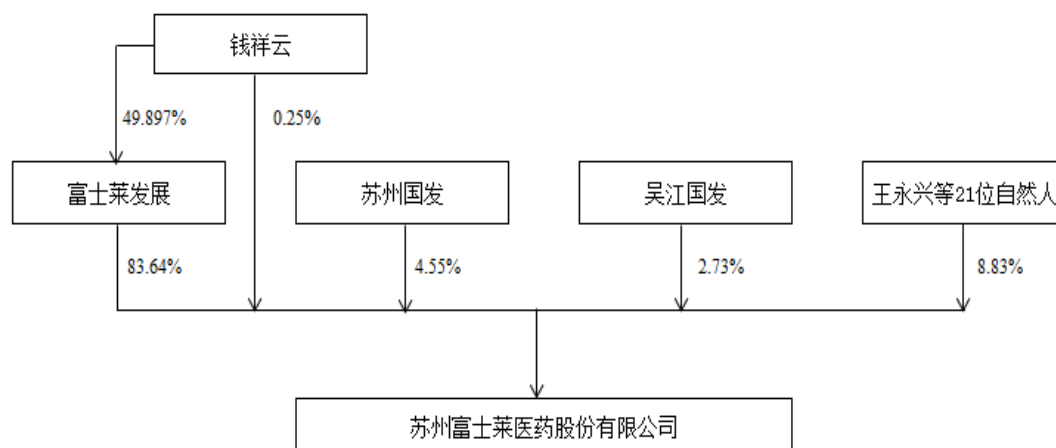 钱祥云
49.897%
0.25%
富士莱发展
苏州国发
吴江国发
王永兴等21位自然人
83.64%
4.55%
2.73%
8.83%
苏州富士莱医药股份有限公司